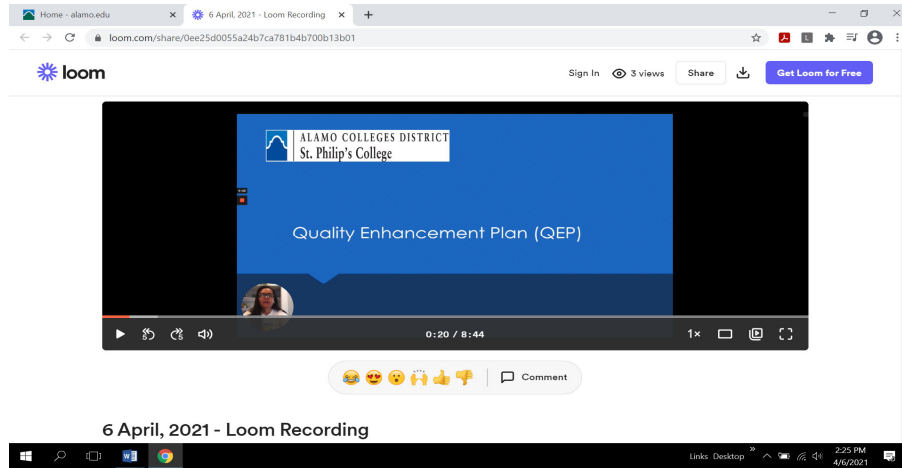 Home - alamo.edu
6 April, 2021 - Loom Recording
loom.com/share/0ee25d0055a24b7ca781b4b700b13b01
loom
Sign In
3 views
Share
Get Loom for Free
ALAMO COLLEGES DISTRICT
St. Philip's College
Quality Enhancement Plan (QEP)
5
5
0:20 / 8:44
1×
Comment
6 April, 2021 - Loom Recording
Links
Desktop
2:25 PM
4/6/2021